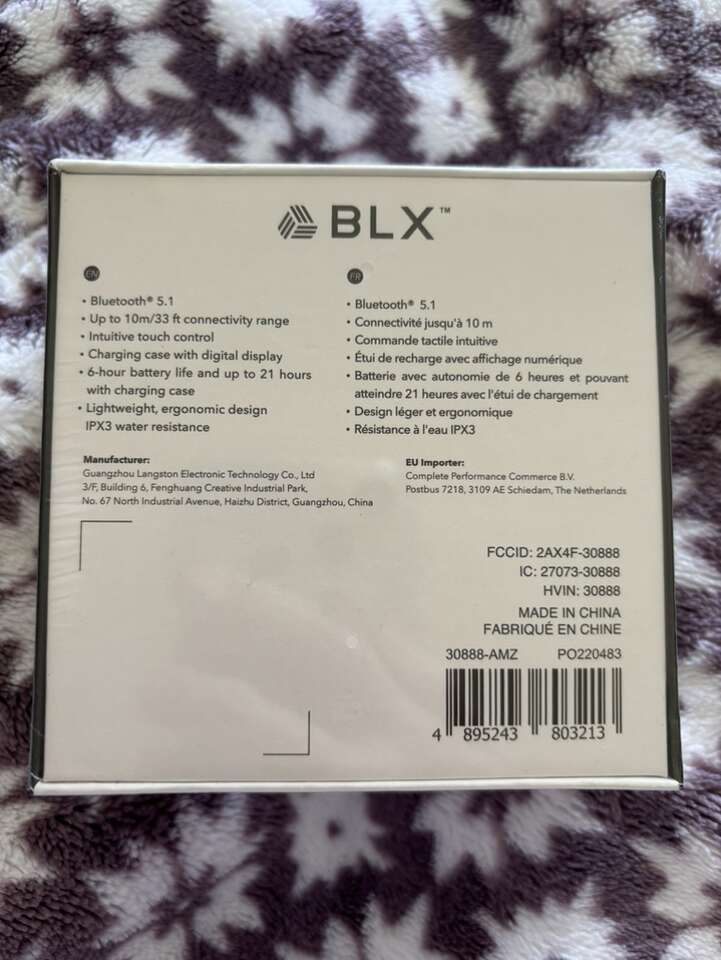 BLX™
EN
• Bluetooth® 5.1
• Up to 10m/33 ft connectivity range
• Intuitive touch control
• Charging case with digital display
• 6-hour battery life and up to 21 hours
with charging case
• Lightweight, ergonomic design
IPX3 water resistance
FR
• Bluetooth® 5.1
• Connectivité jusqu'à 10 m
• Commande tactile intuitive
• Étui de recharge avec affichage numérique
• Batterie avec autonomie de 6 heures et pouvant
atteindre 21 heures avec l'étui de chargement
• Design léger et ergonomique
• Résistance à l'eau IPX3
Manufacturer:
Guangzhou Langston Electronic Technology Co., Ltd
3/F, Building 6, Fenghuang Creative Industrial Park,
No. 67 North Industrial Avenue, Haizhu District, Guangzhou, China
EU Importer:
Complete Performance Commerce B.V.
Postbus 7218, 3109 AE Schiedam, The Netherlands
FCCID: 2AX4F-30888
IC: 27073-30888
HVIN: 30888
MADE IN CHINA
FABRIQUÉ EN CHINE
30888-AMZ PO220483
4 895243 803213